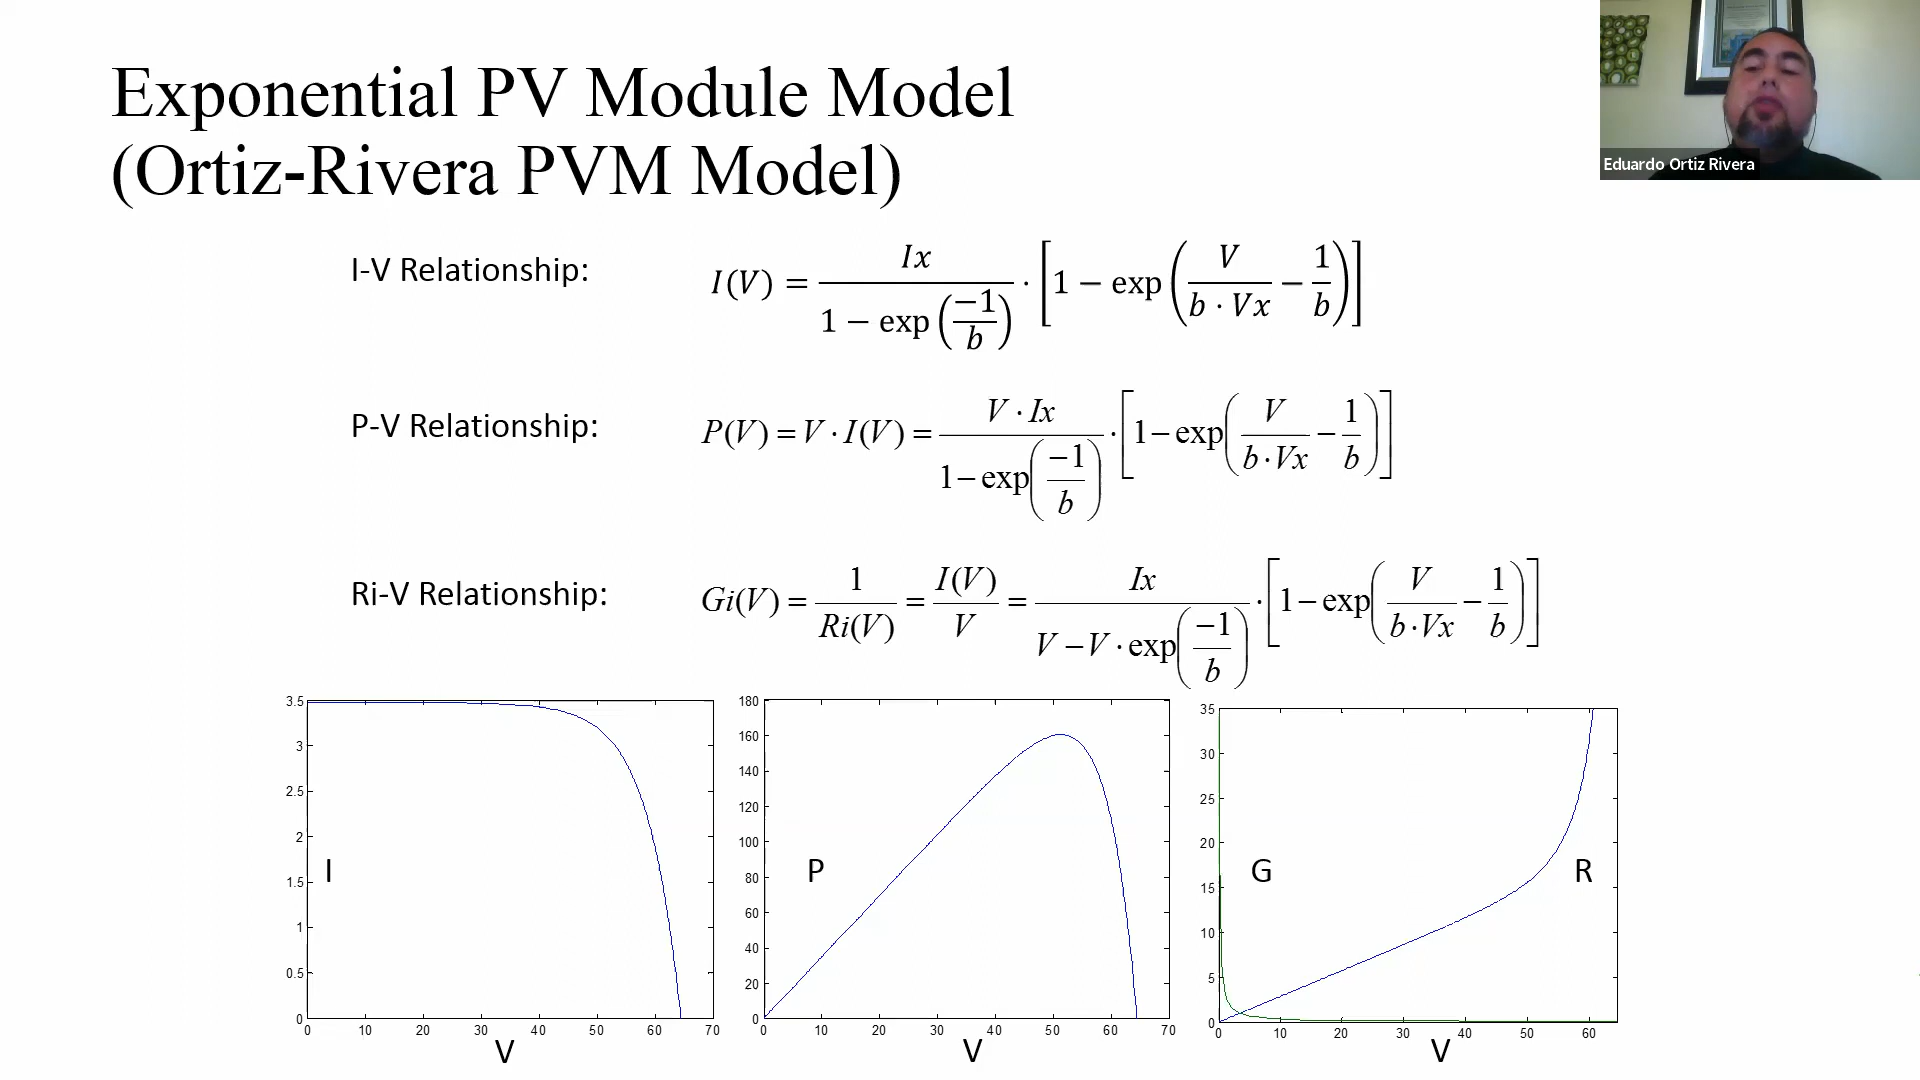 Exponential PV Module Model
(Ortiz-Rivera PVM Model)
Eduardo Ortiz Rivera
I-V Relationship:
I(V) = Ix / (1 − exp(−1/b)) · [1 − exp(V/(b · Vx) − 1/b)]
P-V Relationship:
P(V) = V · I(V) = V · Ix / (1 − exp(−1/b)) · [1 − exp(V/(b · Vx) − 1/b)]
Ri-V Relationship:
Gi(V) = 1/Ri(V) = I(V)/V = Ix / (V − V · exp(−1/b)) · [1 − exp(V/(b · Vx) − 1/b)]
3.5
3
2.5
2
1.5
1
0.5
0
I
0 10 20 30 40 50 60 70
V
180
160
140
120
100
80
60
40
20
0
P
0 10 20 30 40 50 60 70
V
35
30
25
20
15
10
5
0
G
R
0 10 20 30 40 50 60
V